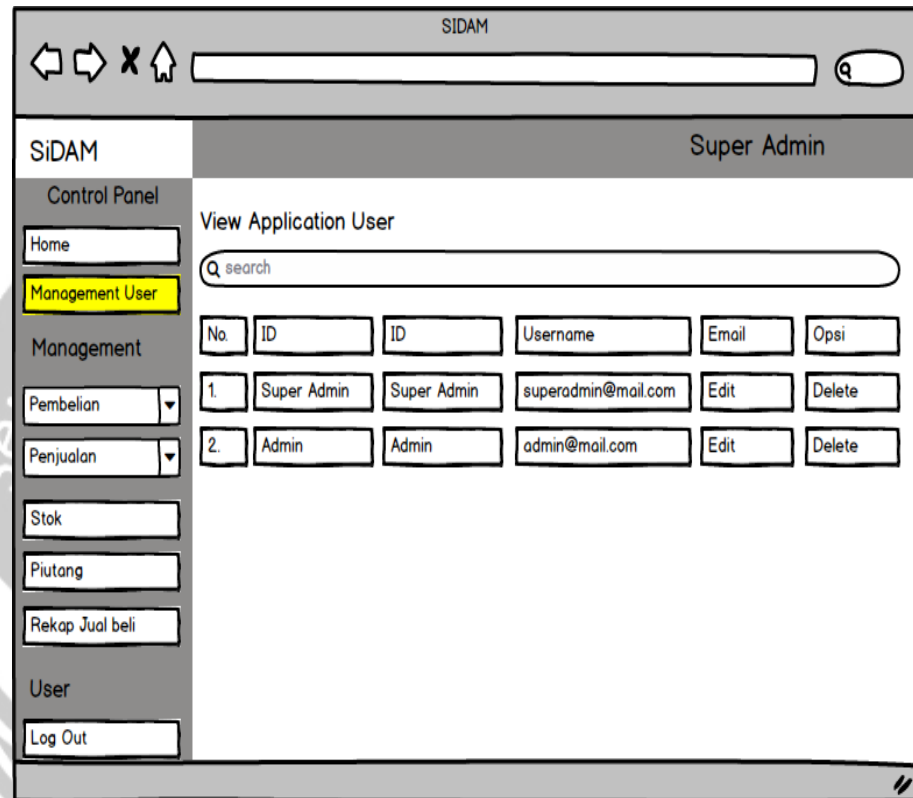 SIDAM
SiDAM
Super Admin
Control Panel
Home
Management User
Management
Pembelian
Penjualan
Stok
Piutang
Rekap Jual beli
User
Log Out
View Application User
search
No. ID ID Username Email Opsi
1. Super Admin Super Admin superadmin@mail.com Edit Delete
2. Admin Admin admin@mail.com Edit Delete